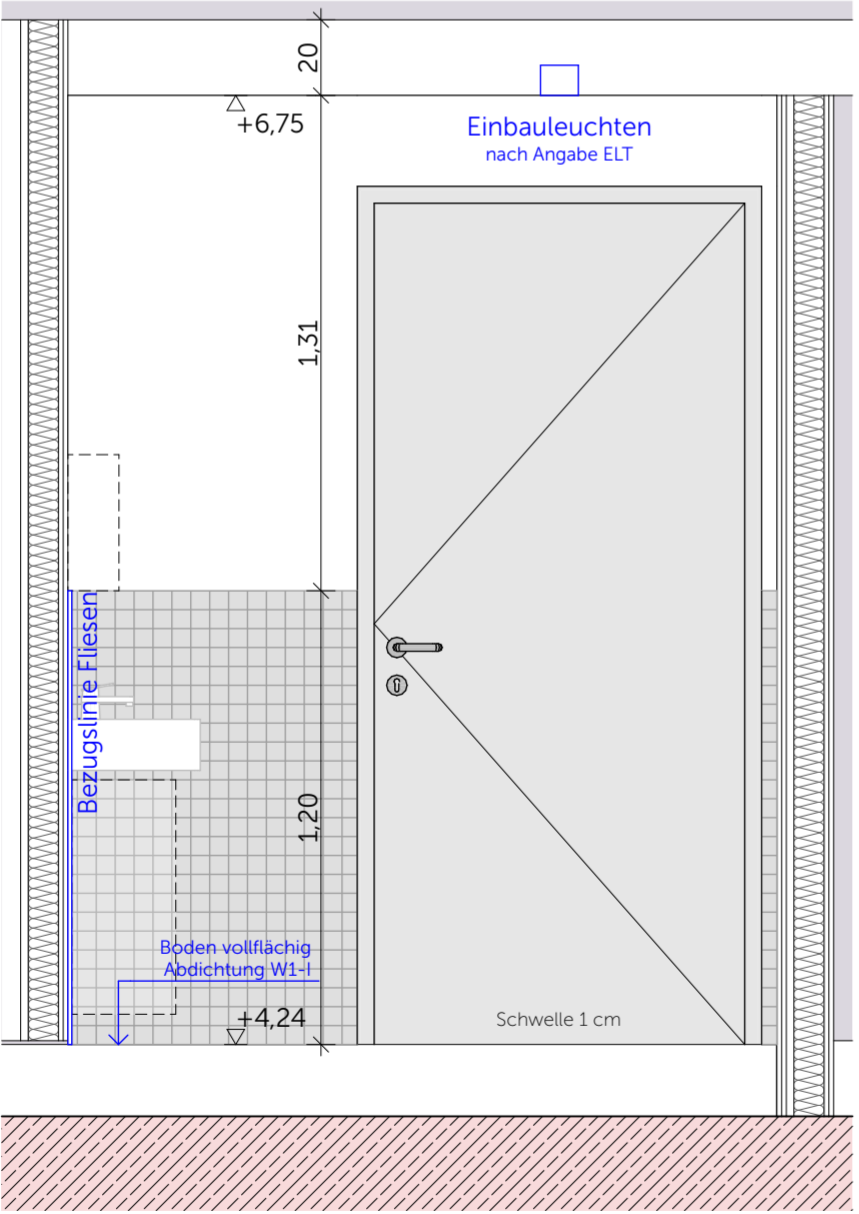 20
+6,75
Einbauleuchten
nach Angabe ELT
1,31
Bezugslinie Fliesen
1,20
Boden vollflächig
Abdichtung W1-I
+4,24
Schwelle 1 cm